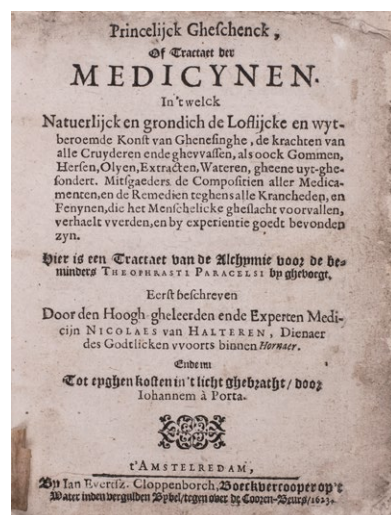 Princelijck Gheschenck,
Of Tractaet der
MEDICYNEN.
In't welck
Natuerlijck en grondich de Loflijcke en wyt-
beroemde Konst van Ghenesinghe, de krachten van
alle Cruyderen ende ghevvassen, als oock Gommen,
Hersen, Olyen, Extracten, Wateren, gheene uyt-ghe-
sondert. Mitsgaeders de Compositien aller Medica-
menten, en de Remedien teghens alle Kranckheden, en
Fenynen, die het Menschelicke gheslacht voorvallen,
verhaelt vverden, en by experientie goedt bevonden
zyn.
Hier is een Tractaet van de Alchymie voor de be-
minders THEOPHRASTI PARACELSI by ghevoegt.
Eerst beschreven
Door den Hoogh-gheleerden ende Experten Medi-
cijn NICOLAES van HALTEREN, Dienaer
des Godtlicken vvoorts binnen Hornaer.
Ende nu
Tot eyghen kosten in't licht ghebracht / door
Iohannem à Porta.
t'AMSTELREDAM,
By Ian Evertsz. Cloppenborch, Boeckvercooper op't
Water inden vergulden Bybel / tegen over de Cooren-Beurs / 1623.